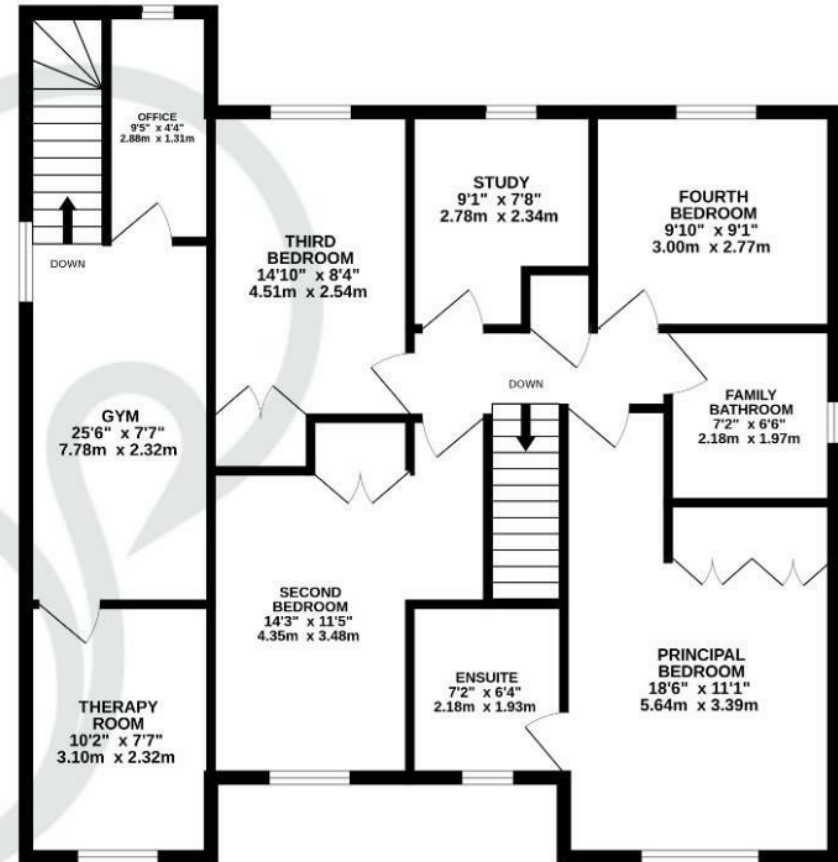 OFFICE
9'5" x 4'4"
2.88m x 1.31m
DOWN
THIRD
BEDROOM
14'10" x 8'4"
4.51m x 2.54m
STUDY
9'1" x 7'8"
2.78m x 2.34m
FOURTH
BEDROOM
9'10" x 9'1"
3.00m x 2.77m
DOWN
FAMILY
BATHROOM
7'2" x 6'6"
2.18m x 1.97m
GYM
25'6" x 7'7"
7.78m x 2.32m
SECOND
BEDROOM
14'3" x 11'5"
4.35m x 3.48m
ENSUITE
7'2" x 6'4"
2.18m x 1.93m
PRINCIPAL
BEDROOM
18'6" x 11'1"
5.64m x 3.39m
THERAPY
ROOM
10'2" x 7'7"
3.10m x 2.32m